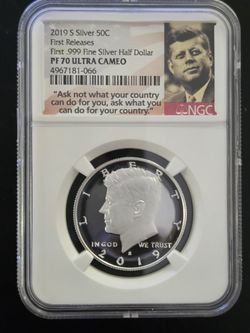 2019 S Silver 50C
First Releases
First .999 Fine Silver Half Dollar
PF 70 ULTRA CAMEO
4967181-066
"Ask not what your country
can do for you, ask what you
can do for your country."
NGC
LIBERTY
IN GOD WE TRUST
S
2019